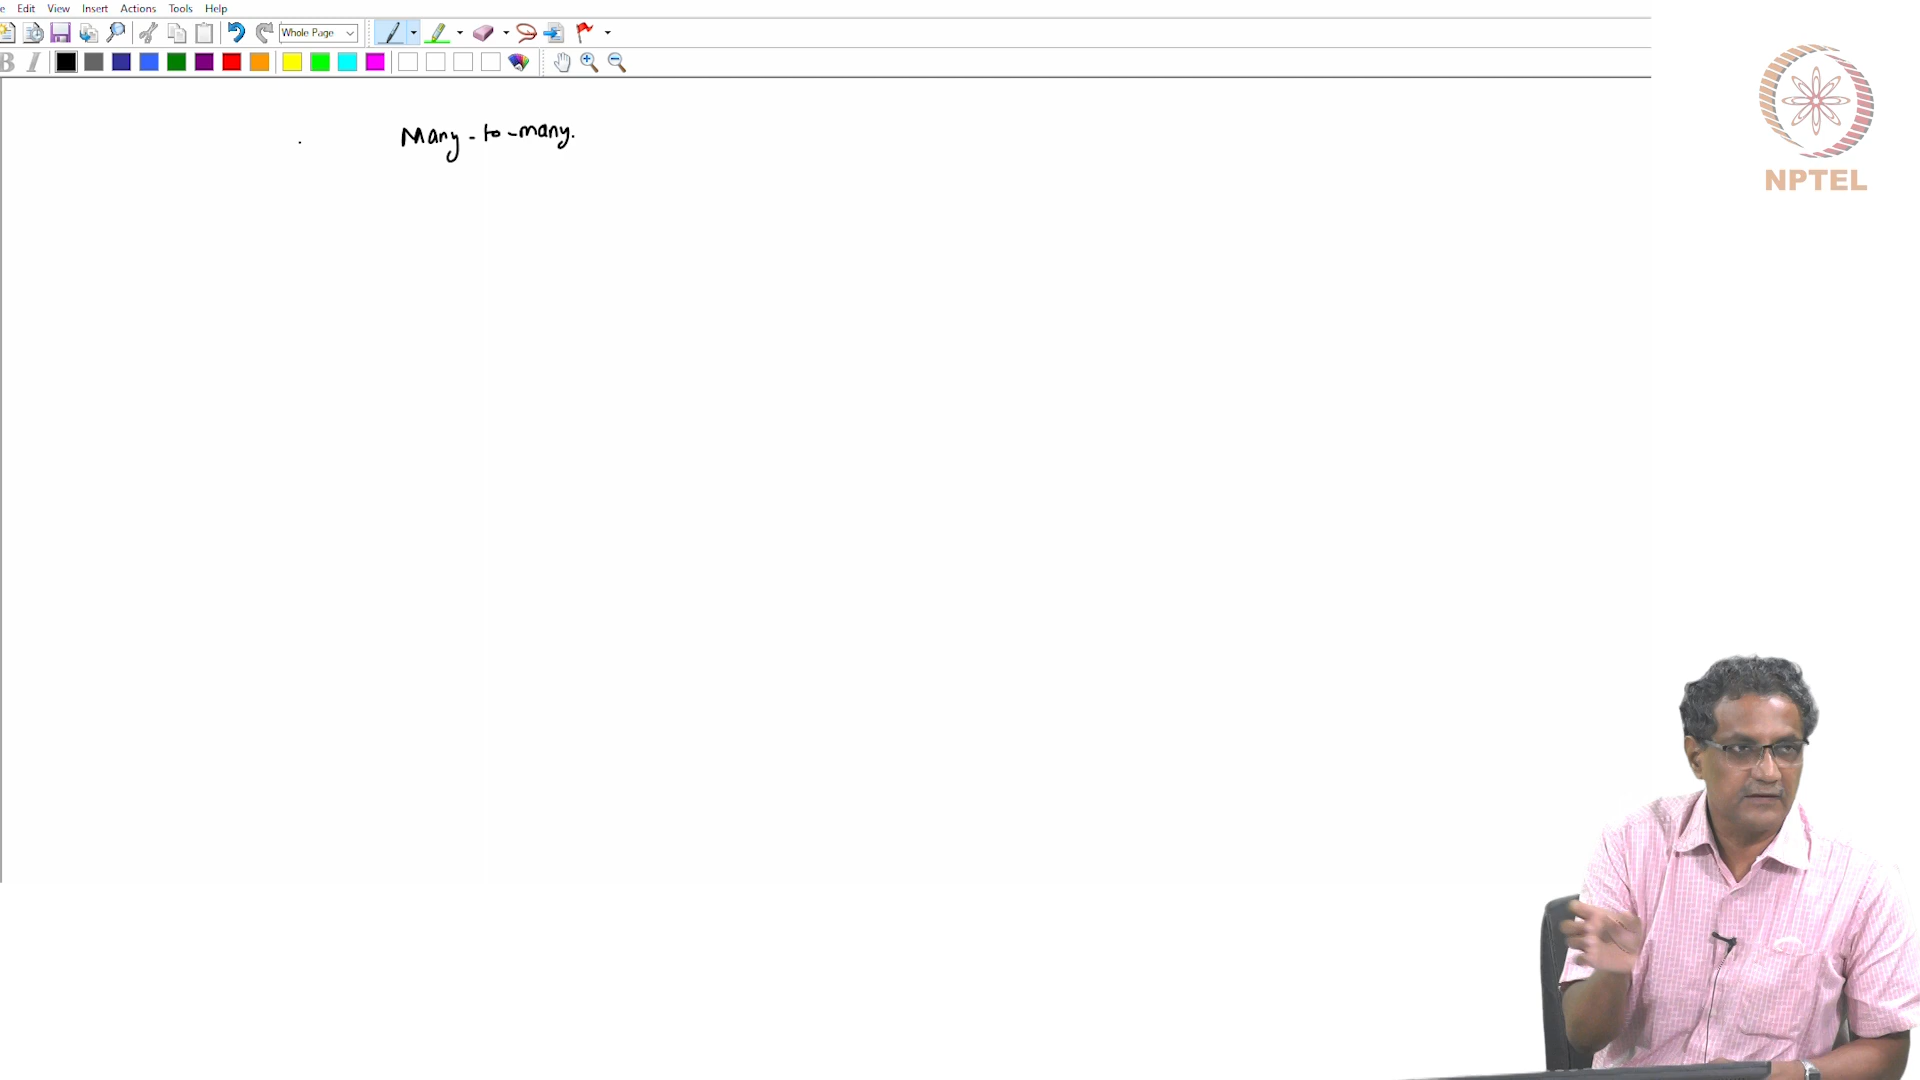 Edit View Insert Actions Tools Help
Whole Page
B I
Many-to-many.
NPTEL